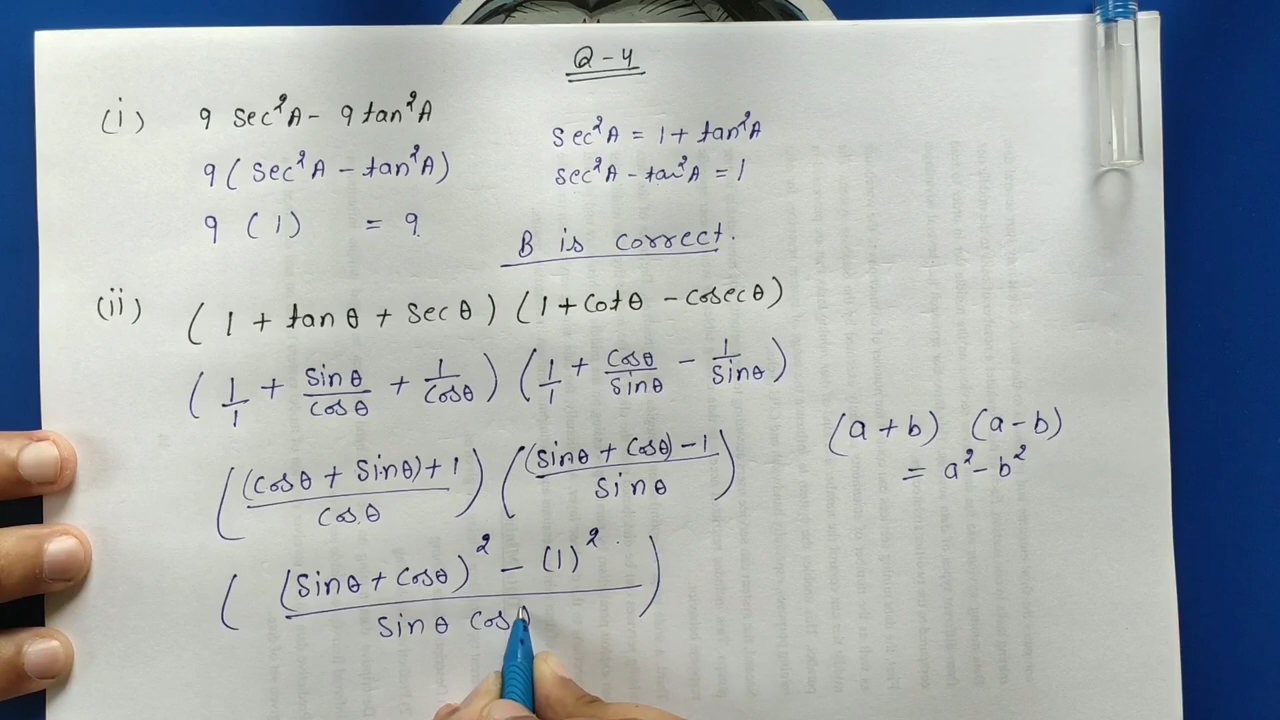 Q-4
(i) 9 sec²A - 9 tan²A
9 ( sec²A - tan²A)
9 ( 1 ) = 9.
sec²A = 1 + tan²A
sec²A - tan²A = 1
B is correct.
(ii) ( 1 + tan θ + sec θ ) ( 1 + cot θ - cosec θ )
( 1/1 + sin θ/cos θ + 1/cos θ ) ( 1/1 + cos θ/sin θ - 1/sin θ )
( (cos θ + sin θ) + 1 / cos θ ) ( (sin θ + cos θ) - 1 / sin θ )
(a + b) (a - b)
= a² - b²
( (sin θ + cos θ)² - (1)² / sin θ cos θ )